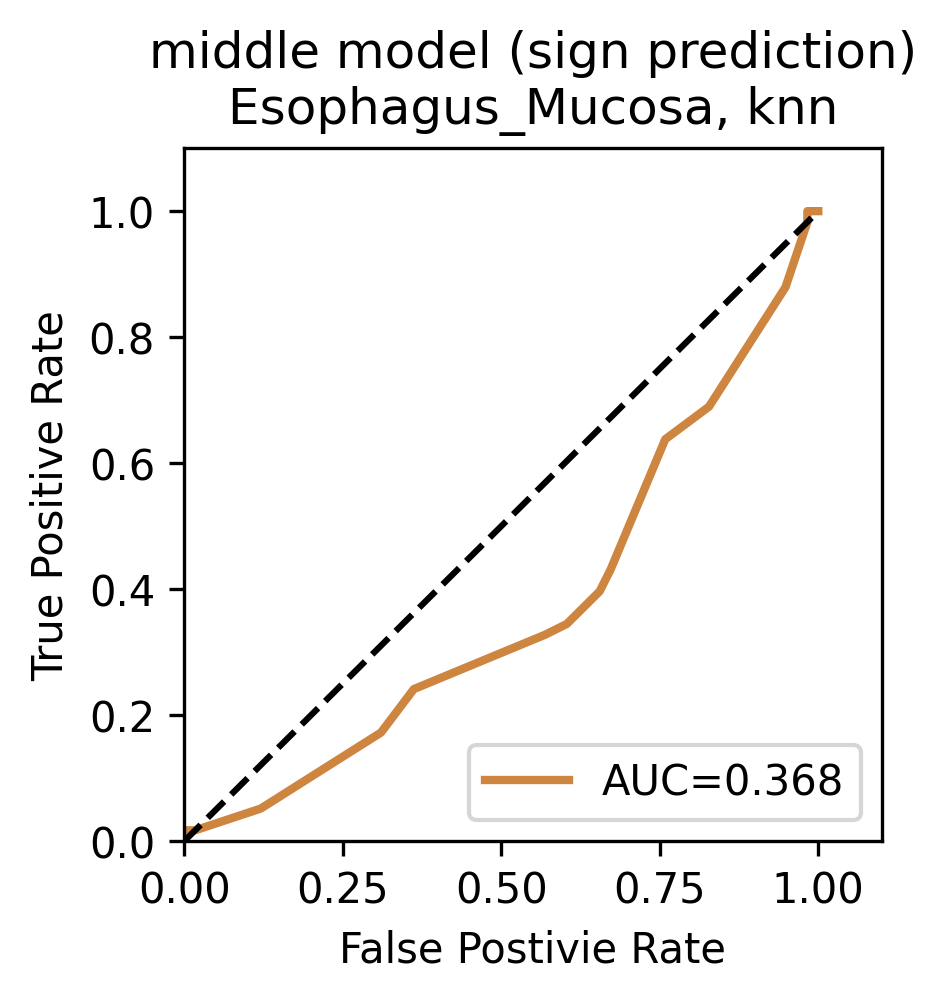 middle model (sign prediction)
Esophagus_Mucosa, knn
1.0
0.8
0.6
0.4
0.2
0.0
True Positive Rate
AUC=0.368
0.00 0.25 0.50 0.75 1.00
False Postivie Rate